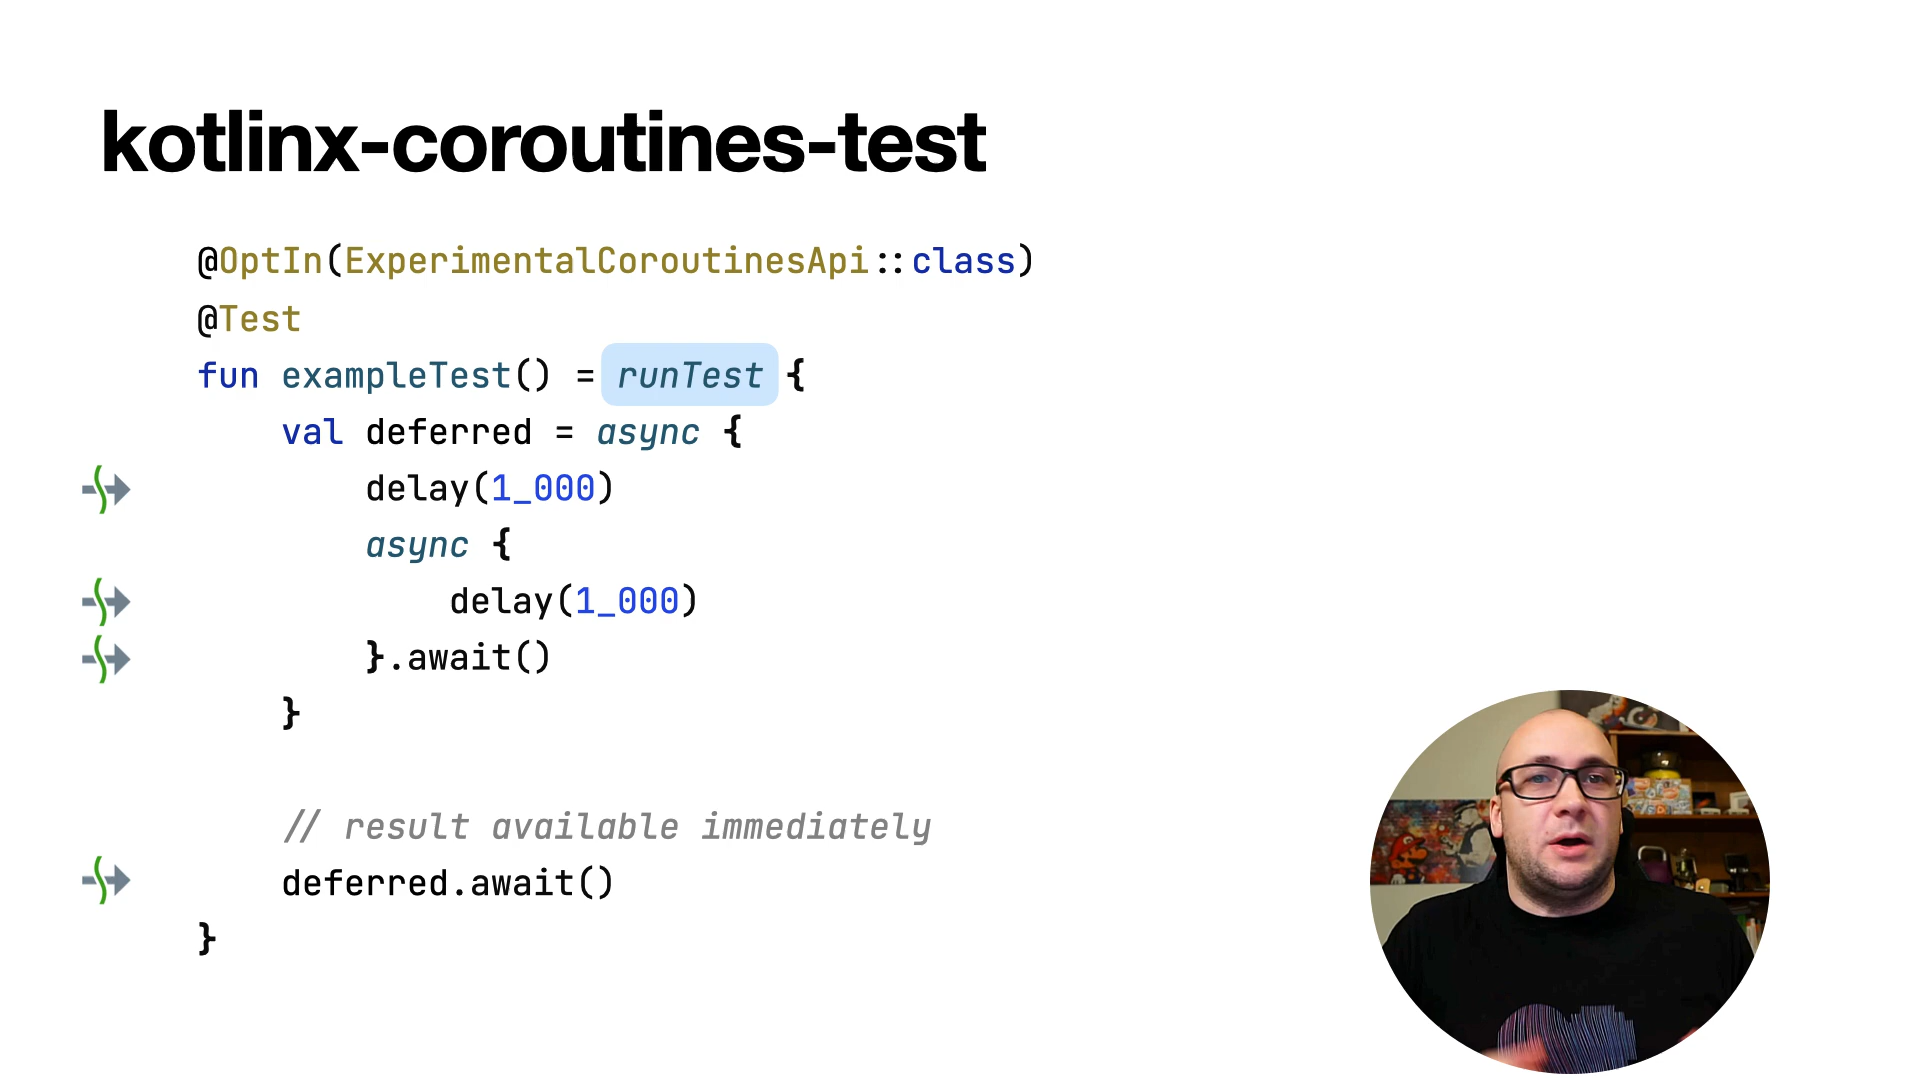 kotlinx-coroutines-test
@OptIn(ExperimentalCoroutinesApi::class)
@Test
fun exampleTest() = runTest {
val deferred = async {
delay(1_000)
async {
delay(1_000)
}.await()
}
// result available immediately
deferred.await()
}